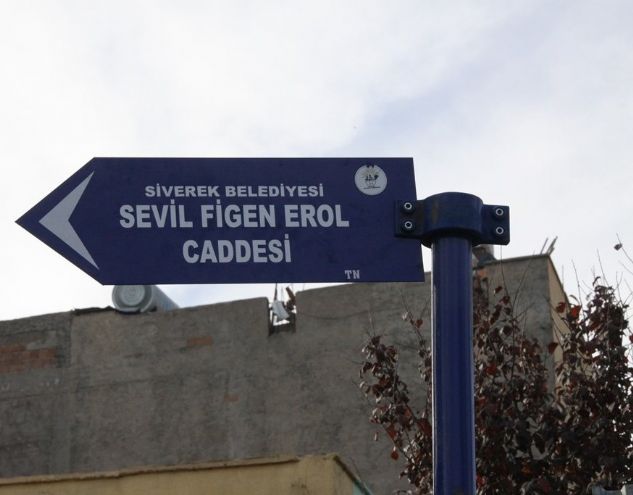 SİVEREK BELEDİYESİ
SEVİL FİGEN EROL
CADDESİ
TN